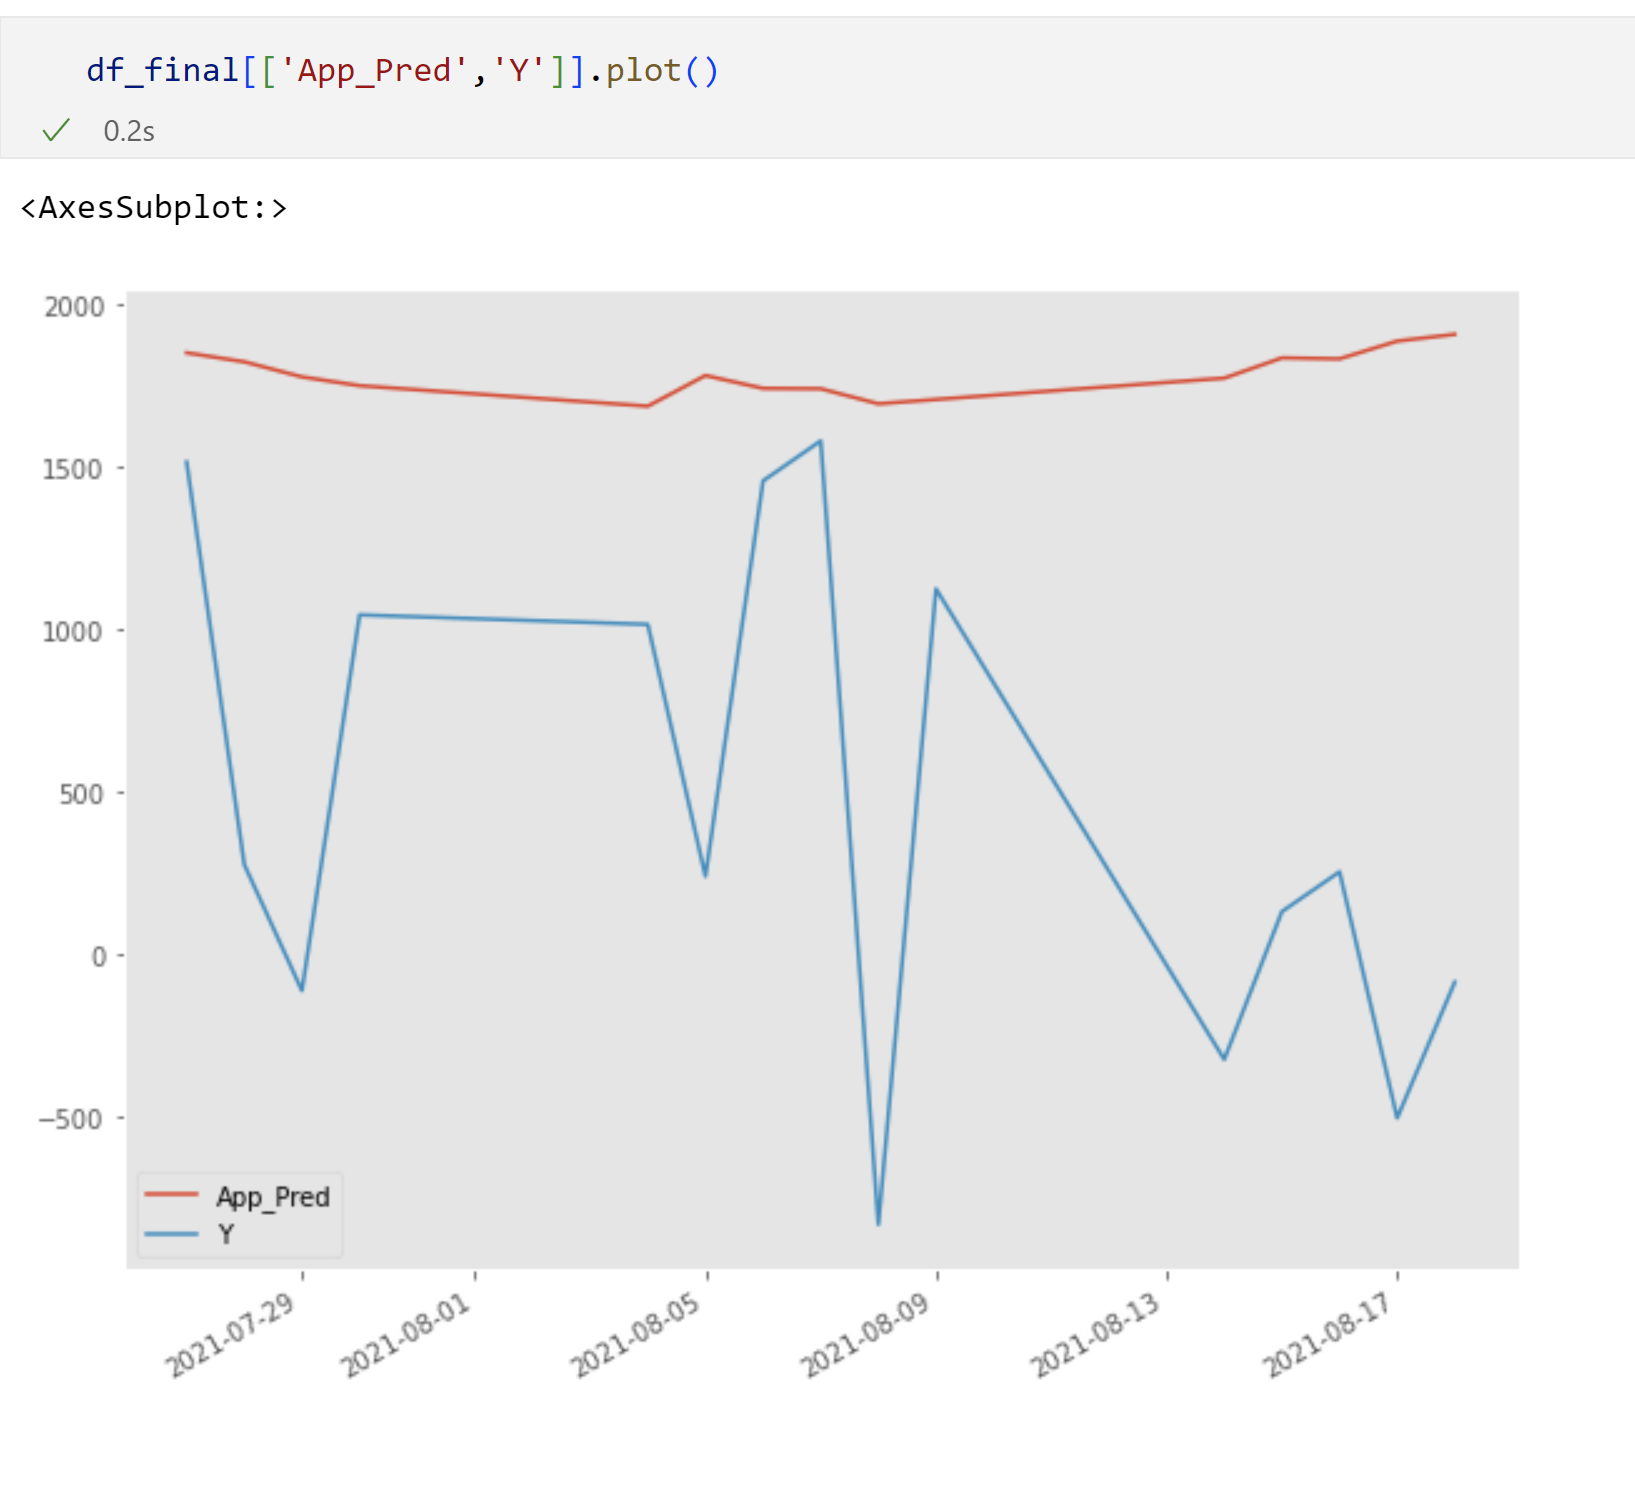 df_final[['App_Pred','Y']].plot()
0.2s
<AxesSubplot:>
2000
1500
1000
500
0
−500
App_Pred
Y
2021-07-29
2021-08-01
2021-08-05
2021-08-09
2021-08-13
2021-08-17